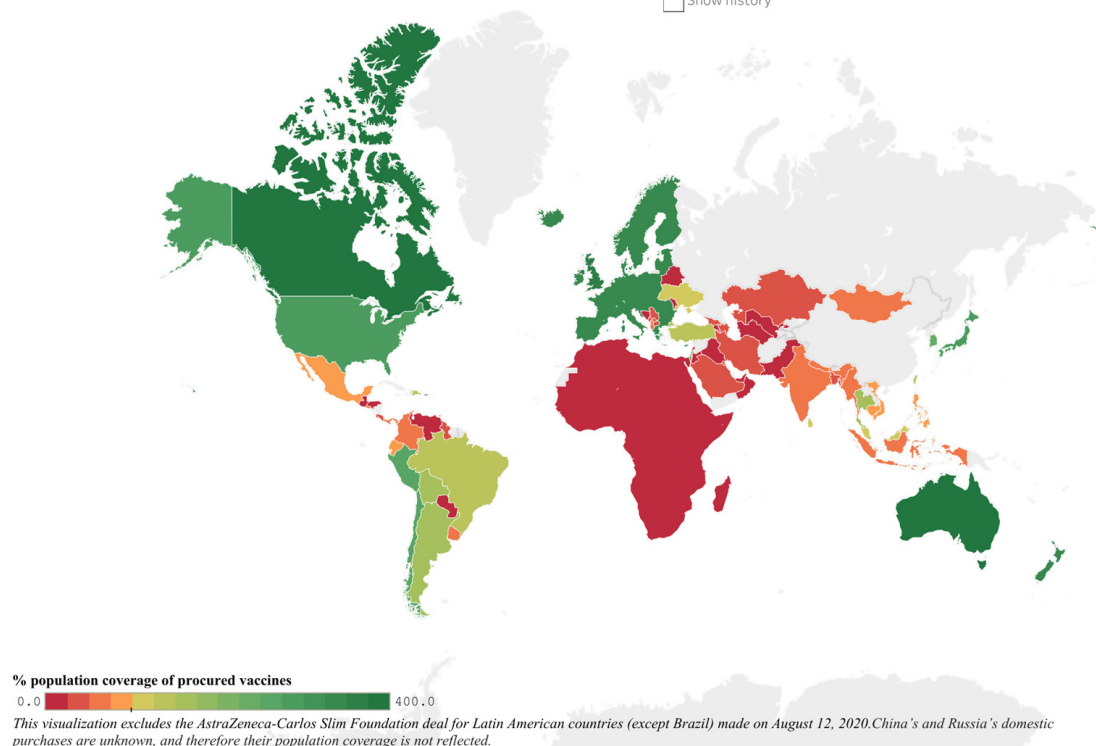 Show history
% population coverage of procured vaccines
0.0 400.0
This visualization excludes the AstraZeneca-Carlos Slim Foundation deal for Latin American countries (except Brazil) made on August 12, 2020.China's and Russia's domestic
purchases are unknown, and therefore their population coverage is not reflected.